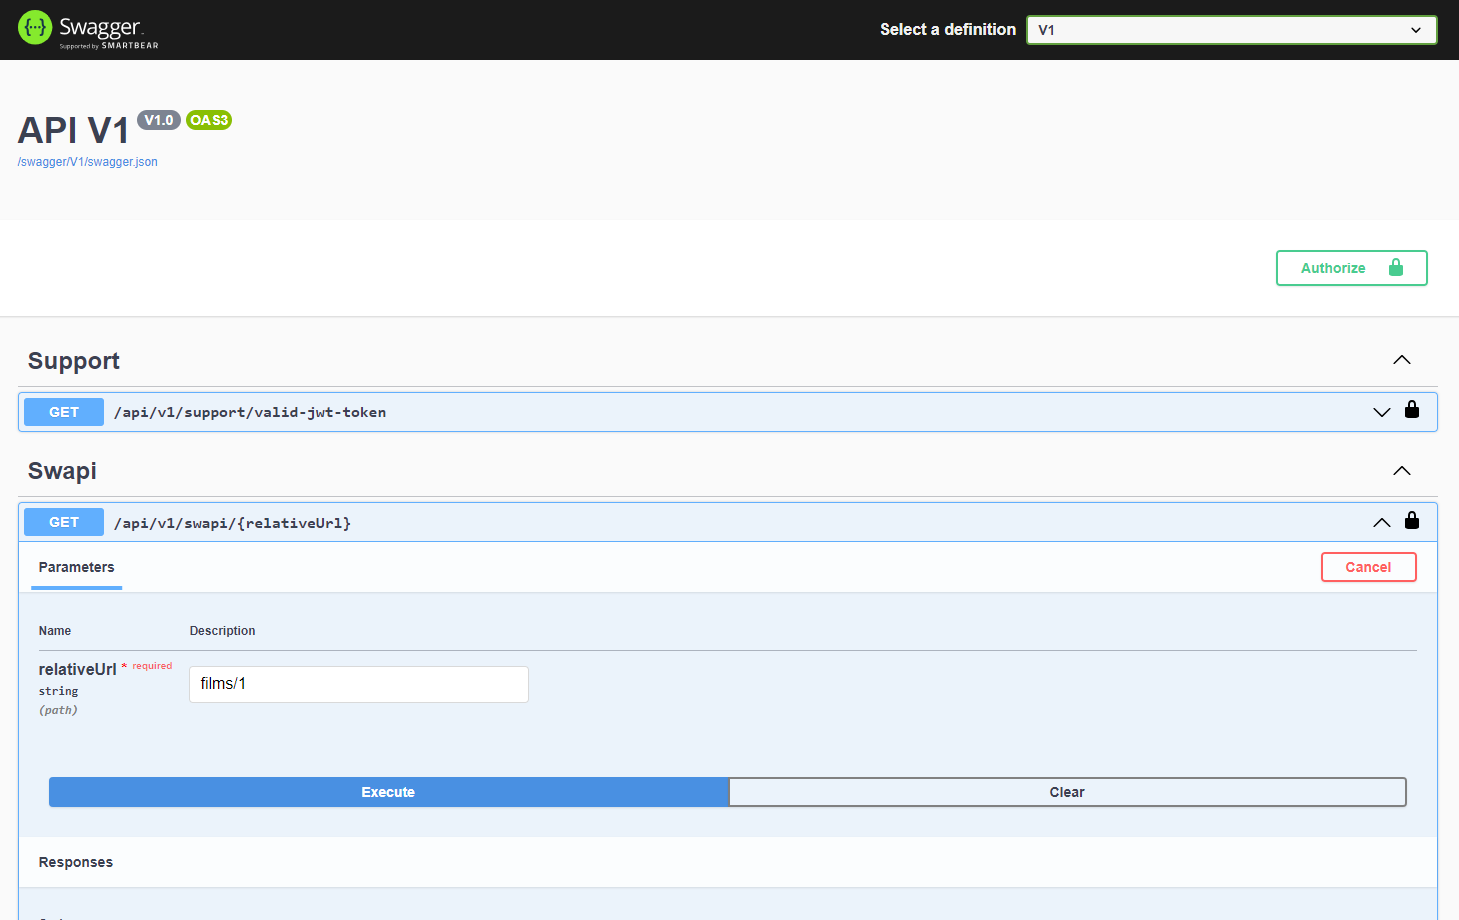 Swagger
Supported by SMARTBEAR
Select a definition
V1
API V1 V1.0 OAS3
/swagger/V1/swagger.json
Authorize
Support
GET /api/v1/support/valid-jwt-token
Swapi
GET /api/v1/swapi/{relativeUrl}
Parameters
Cancel
Name Description
relativeUrl * required
films/1
string
(path)
Execute Clear
Responses